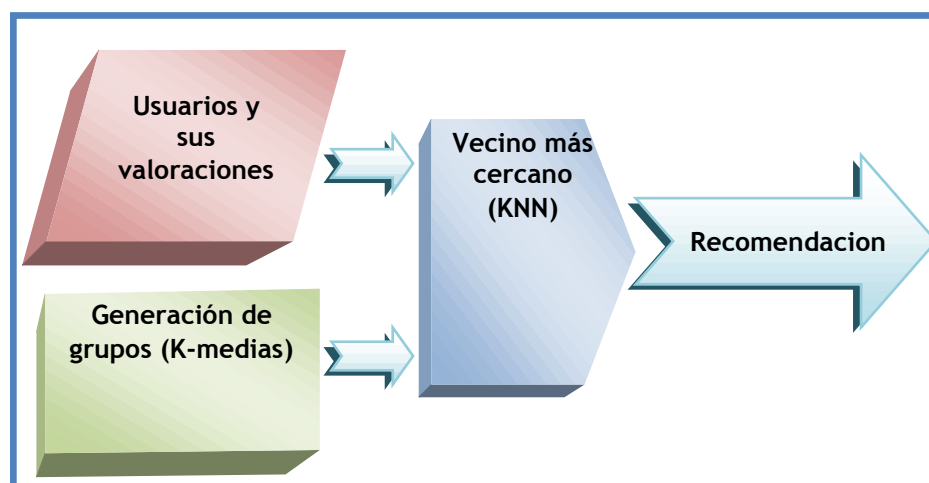 Usuarios y
sus
valoraciones
Vecino más
cercano
(KNN)
Recomendacion
Generación de
grupos (K-medias)